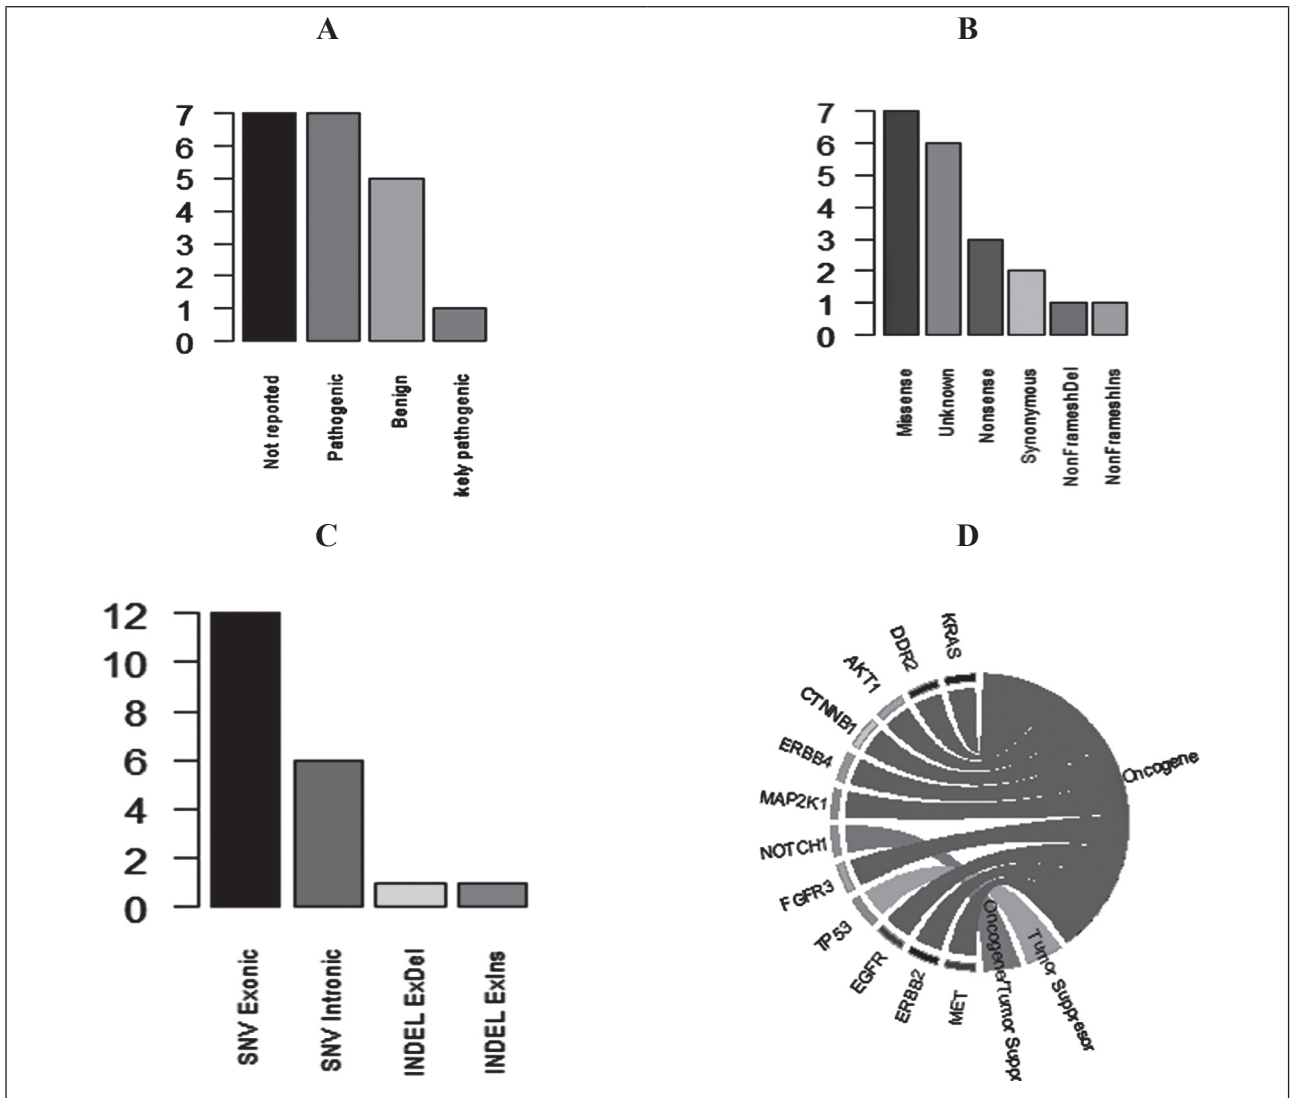 A
7
6
5
4
3
2
1
0
Not reported
Pathogenic
Benign
kely pathogenic
B
7
6
5
4
3
2
1
0
Missense
Unknown
Nonsense
Synonymous
NonFrameshDel
NonFrameshIns
C
12
10
8
6
4
2
0
SNV Exonic
SNV Intronic
INDEL ExDel
INDEL ExIns
D
KRAS
DDR2
AKT1
CTNNB1
ERBB4
MAP2K1
NOTCH1
FGFR3
TP53
EGFR
ERBB2
MET
Oncogene/Tumor Suppr
Tumor Suppresor
Oncogene